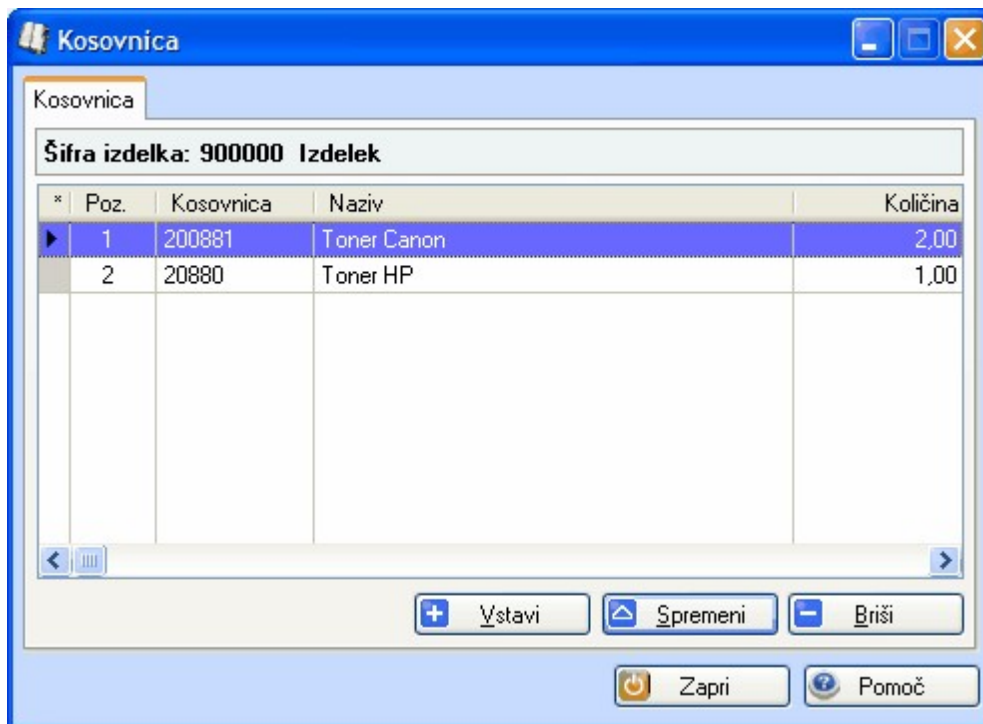 Kosovnica
Kosovnica
Šifra izdelka: 900000 Izdelek
* Poz. Kosovnica Naziv Količina
1 200881 Toner Canon 2,00
2 20880 Toner HP 1,00
Vstavi Spremeni Briši
Zapri Pomoč